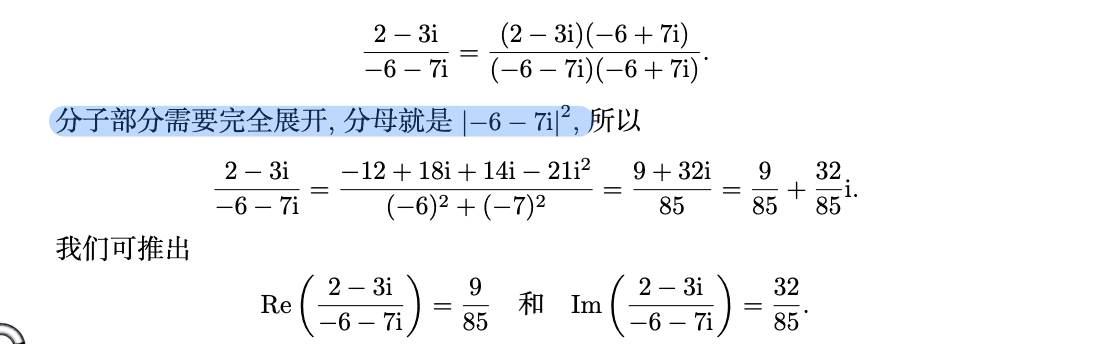 \frac{2-3i}{-6-7i} = \frac{(2-3i)(-6+7i)}{(-6-7i)(-6+7i)}.
分子部分需要完全展开, 分母就是 |−6 − 7i|², 所以
\frac{2-3i}{-6-7i} = \frac{-12+18i+14i-21i^2}{(-6)^2+(-7)^2} = \frac{9+32i}{85} = \frac{9}{85} + \frac{32}{85}i.
我们可推出
Re\left(\frac{2-3i}{-6-7i}\right) = \frac{9}{85} 和 Im\left(\frac{2-3i}{-6-7i}\right) = \frac{32}{85}.